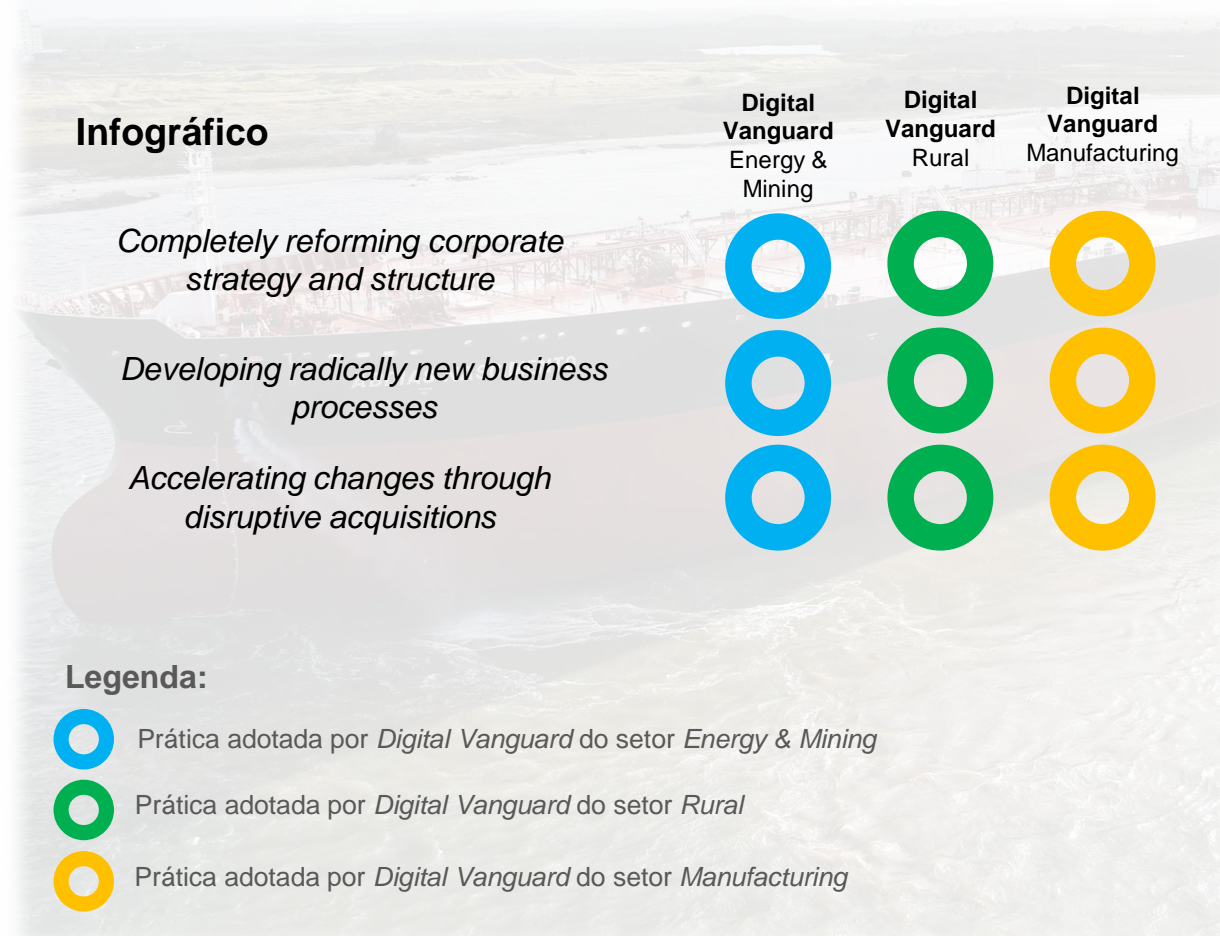 Infográfico
Digital
Vanguard
Energy &
Mining
Digital
Vanguard
Rural
Digital
Vanguard
Manufacturing
Completely reforming corporate
strategy and structure
Developing radically new business
processes
Accelerating changes through
disruptive acquisitions
Legenda:
Prática adotada por Digital Vanguard do setor Energy & Mining
Prática adotada por Digital Vanguard do setor Rural
Prática adotada por Digital Vanguard do setor Manufacturing